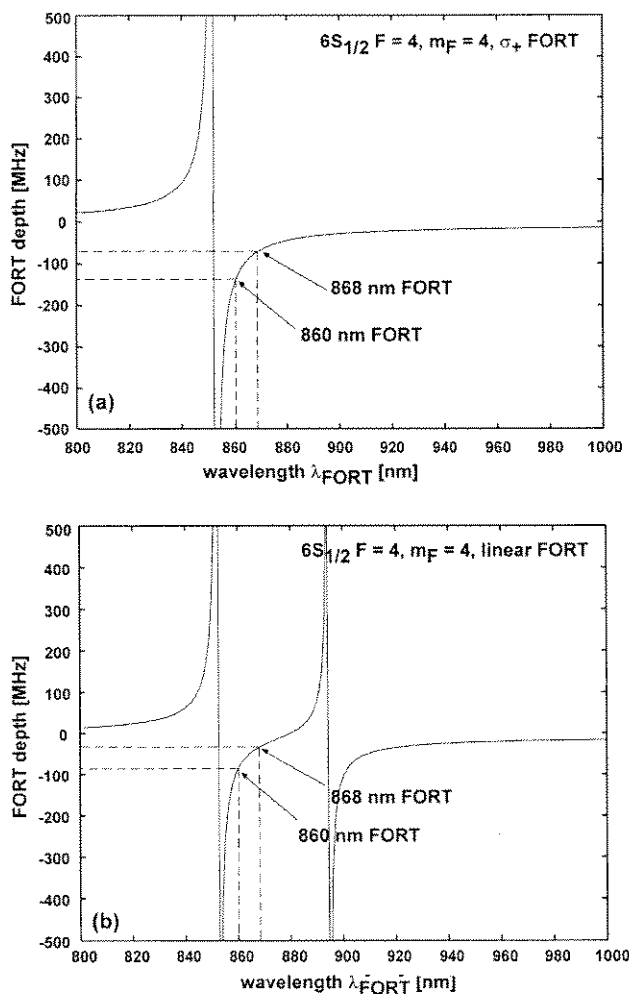 6S1/2 F = 4, mF = 4, σ+ FORT
FORT depth [MHz]
500
400
300
200
100
0
-100
-200
-300
-400
-500
868 nm FORT
860 nm FORT
(a)
800 820 840 860 880 900 920 940 960 980 1000
wavelength λFORT [nm]
6S1/2 F = 4, mF = 4, linear FORT
FORT depth [MHz]
500
400
300
200
100
0
-100
-200
-300
-400
-500
868 nm FORT
860 nm FORT
(b)
800 820 840 860 880 900 920 940 960 980 1000
wavelength λFORT [nm]